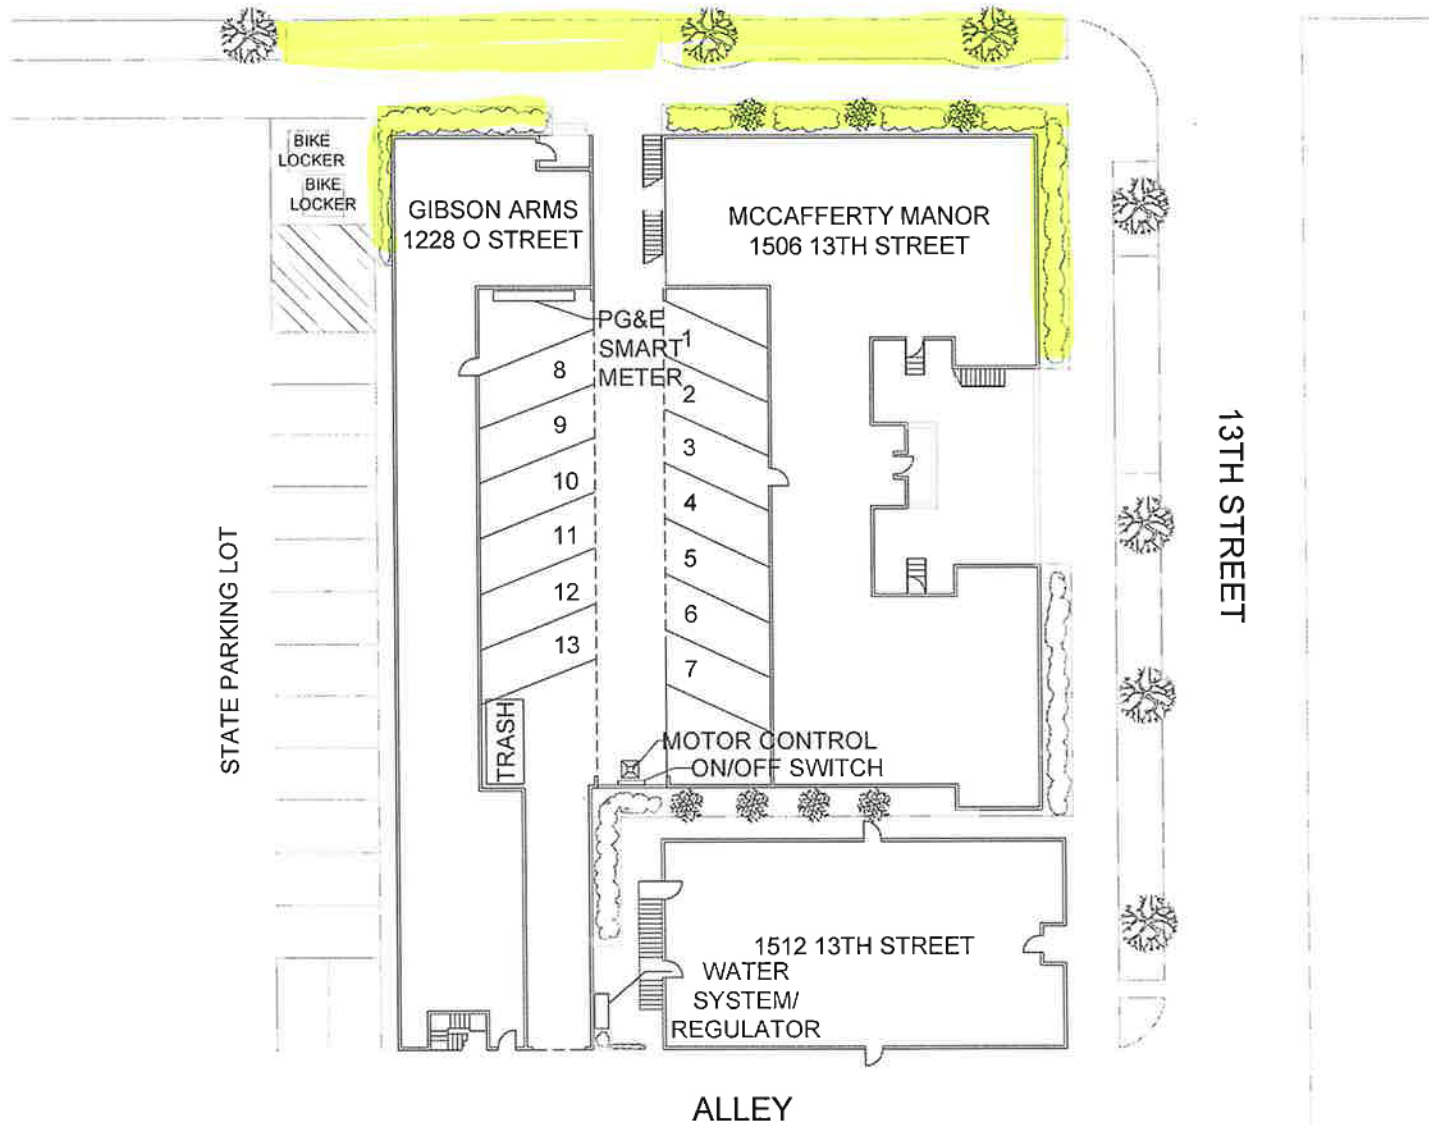 BIKE
LOCKER
BIKE
LOCKER
GIBSON ARMS
1228 O STREET
MCCAFFERTY MANOR
1506 13TH STREET
PG&E
SMART
METER
1
2
3
4
5
6
7
8
9
10
11
12
13
TRASH
MOTOR CONTROL
ON/OFF SWITCH
STATE PARKING LOT
13TH STREET
1512 13TH STREET
WATER
SYSTEM/
REGULATOR
ALLEY